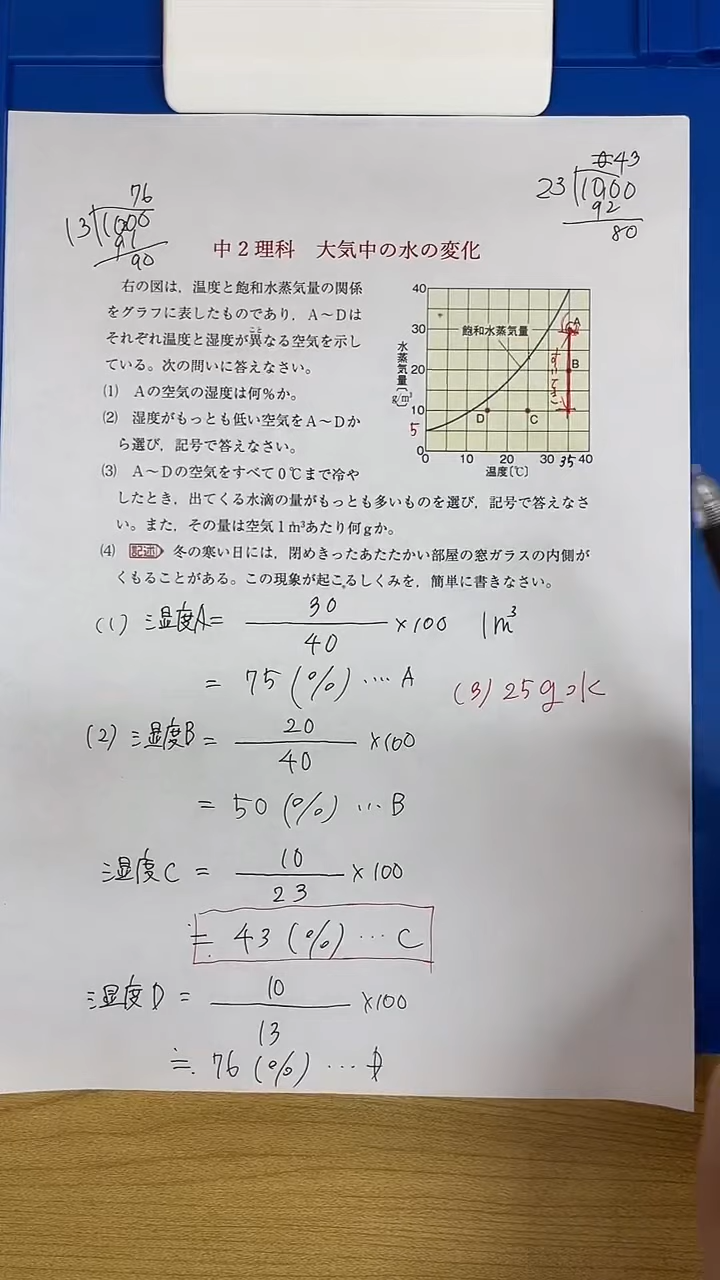 76
13)1000
91
90
43
23)1000
92
80
中2理科 大気中の水の変化
右の図は，温度と飽和水蒸気量の関係
をグラフに表したものであり，A～Dは
それぞれ温度と湿度が異なる空気を示し
こと
ている。次の問いに答えなさい。
(1) Aの空気の湿度は何％か。
(2) 湿度がもっとも低い空気をA～Dか
ら選び，記号で答えなさい。
(3) A～Dの空気をすべて0℃まで冷や
したとき，出てくる水滴の量がもっとも多いものを選び，記号で答えなさ
い。また，その量は空気1m³あたり何gか。
(4) 記述 冬の寒い日には，閉めきったあたたかい部屋の窓ガラスの内側が
くもることがある。この現象が起こるしくみを，簡単に書きなさい。
40
30
20
10
5
0
水蒸気量〔g/m³〕
飽和水蒸気量
A
B
C
D
0 10 20 30 35 40
温度〔℃〕
(1) 湿度A= 30/40 ×100 1m³
= 75(%) … A
(3) 25g
(2) 湿度B= 20/40 ×100
= 50(%) … B
湿度C = 10/23 ×100
≒ 43(%) … C
湿度D = 10/13 ×100
≒ 76(%) … D